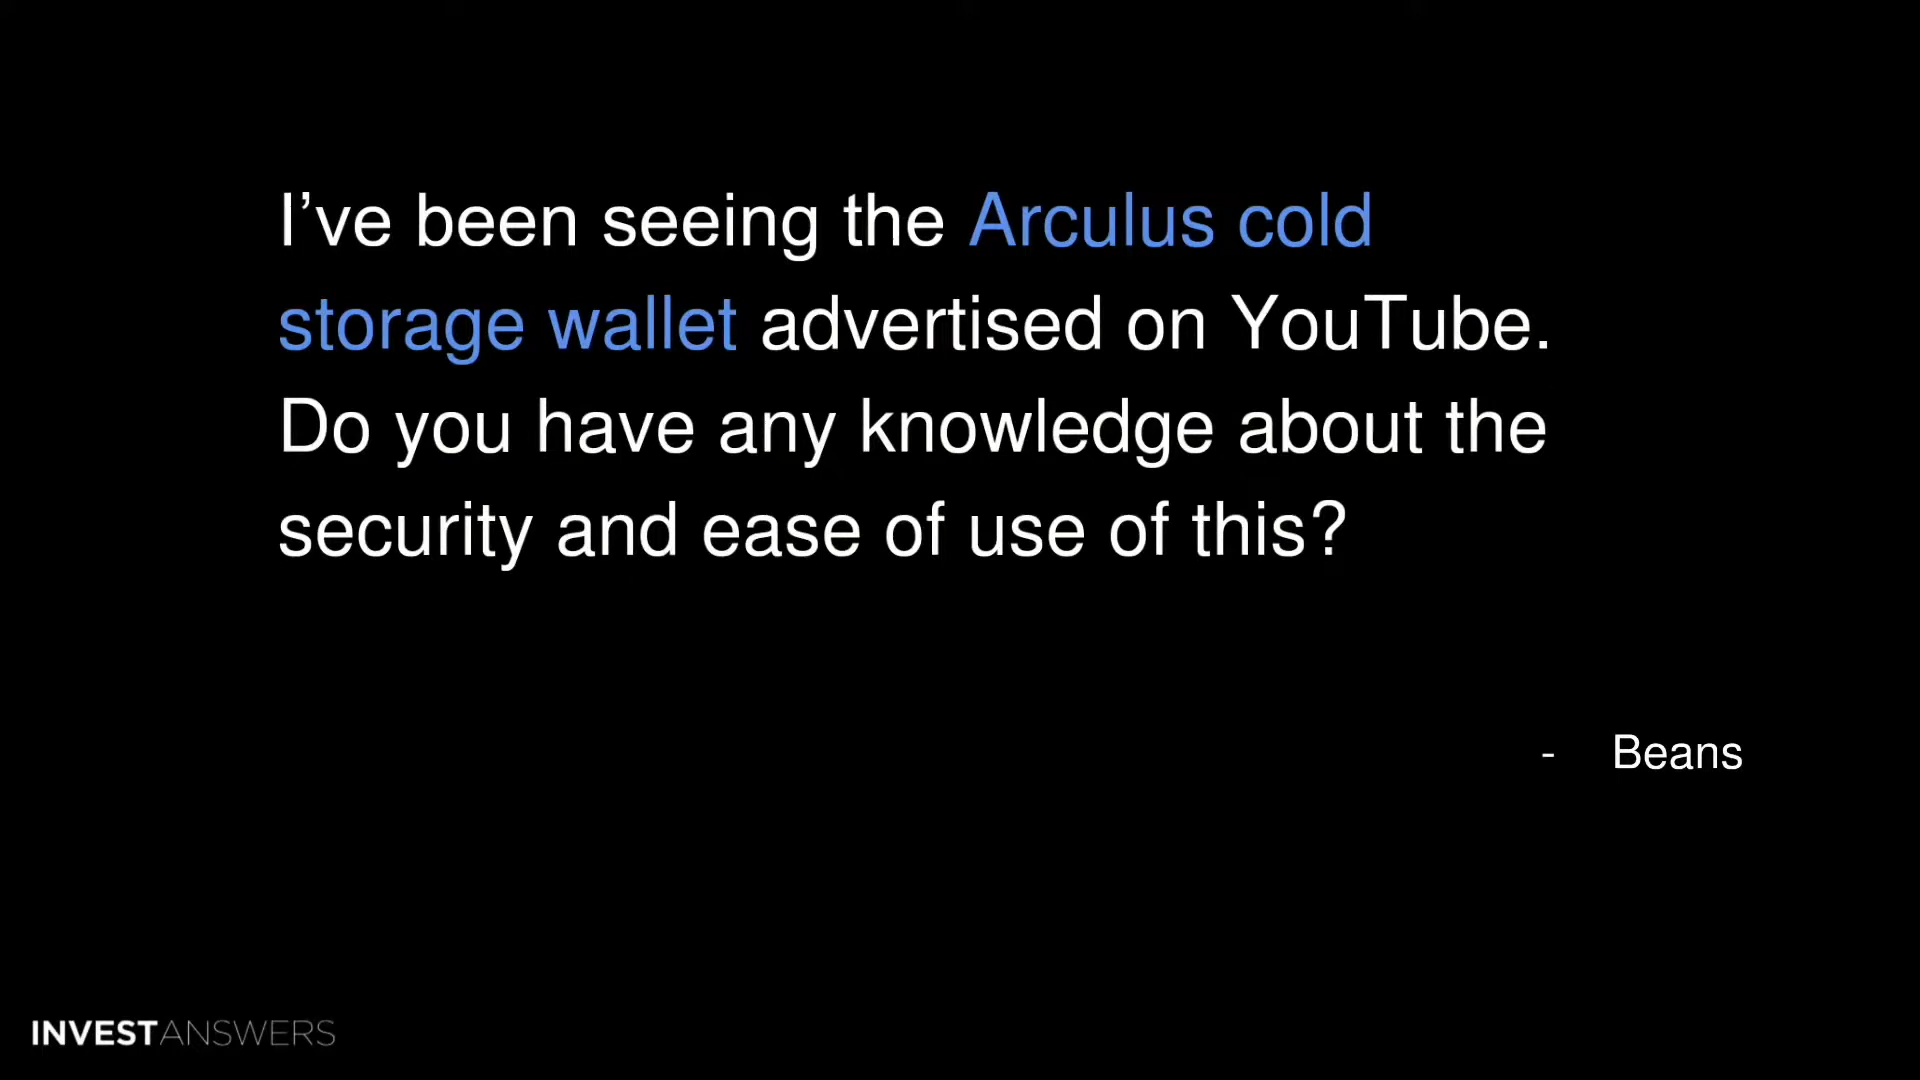 I’ve been seeing the Arculus cold
storage wallet advertised on YouTube.
Do you have any knowledge about the
security and ease of use of this?
- Beans
INVESTANSWERS